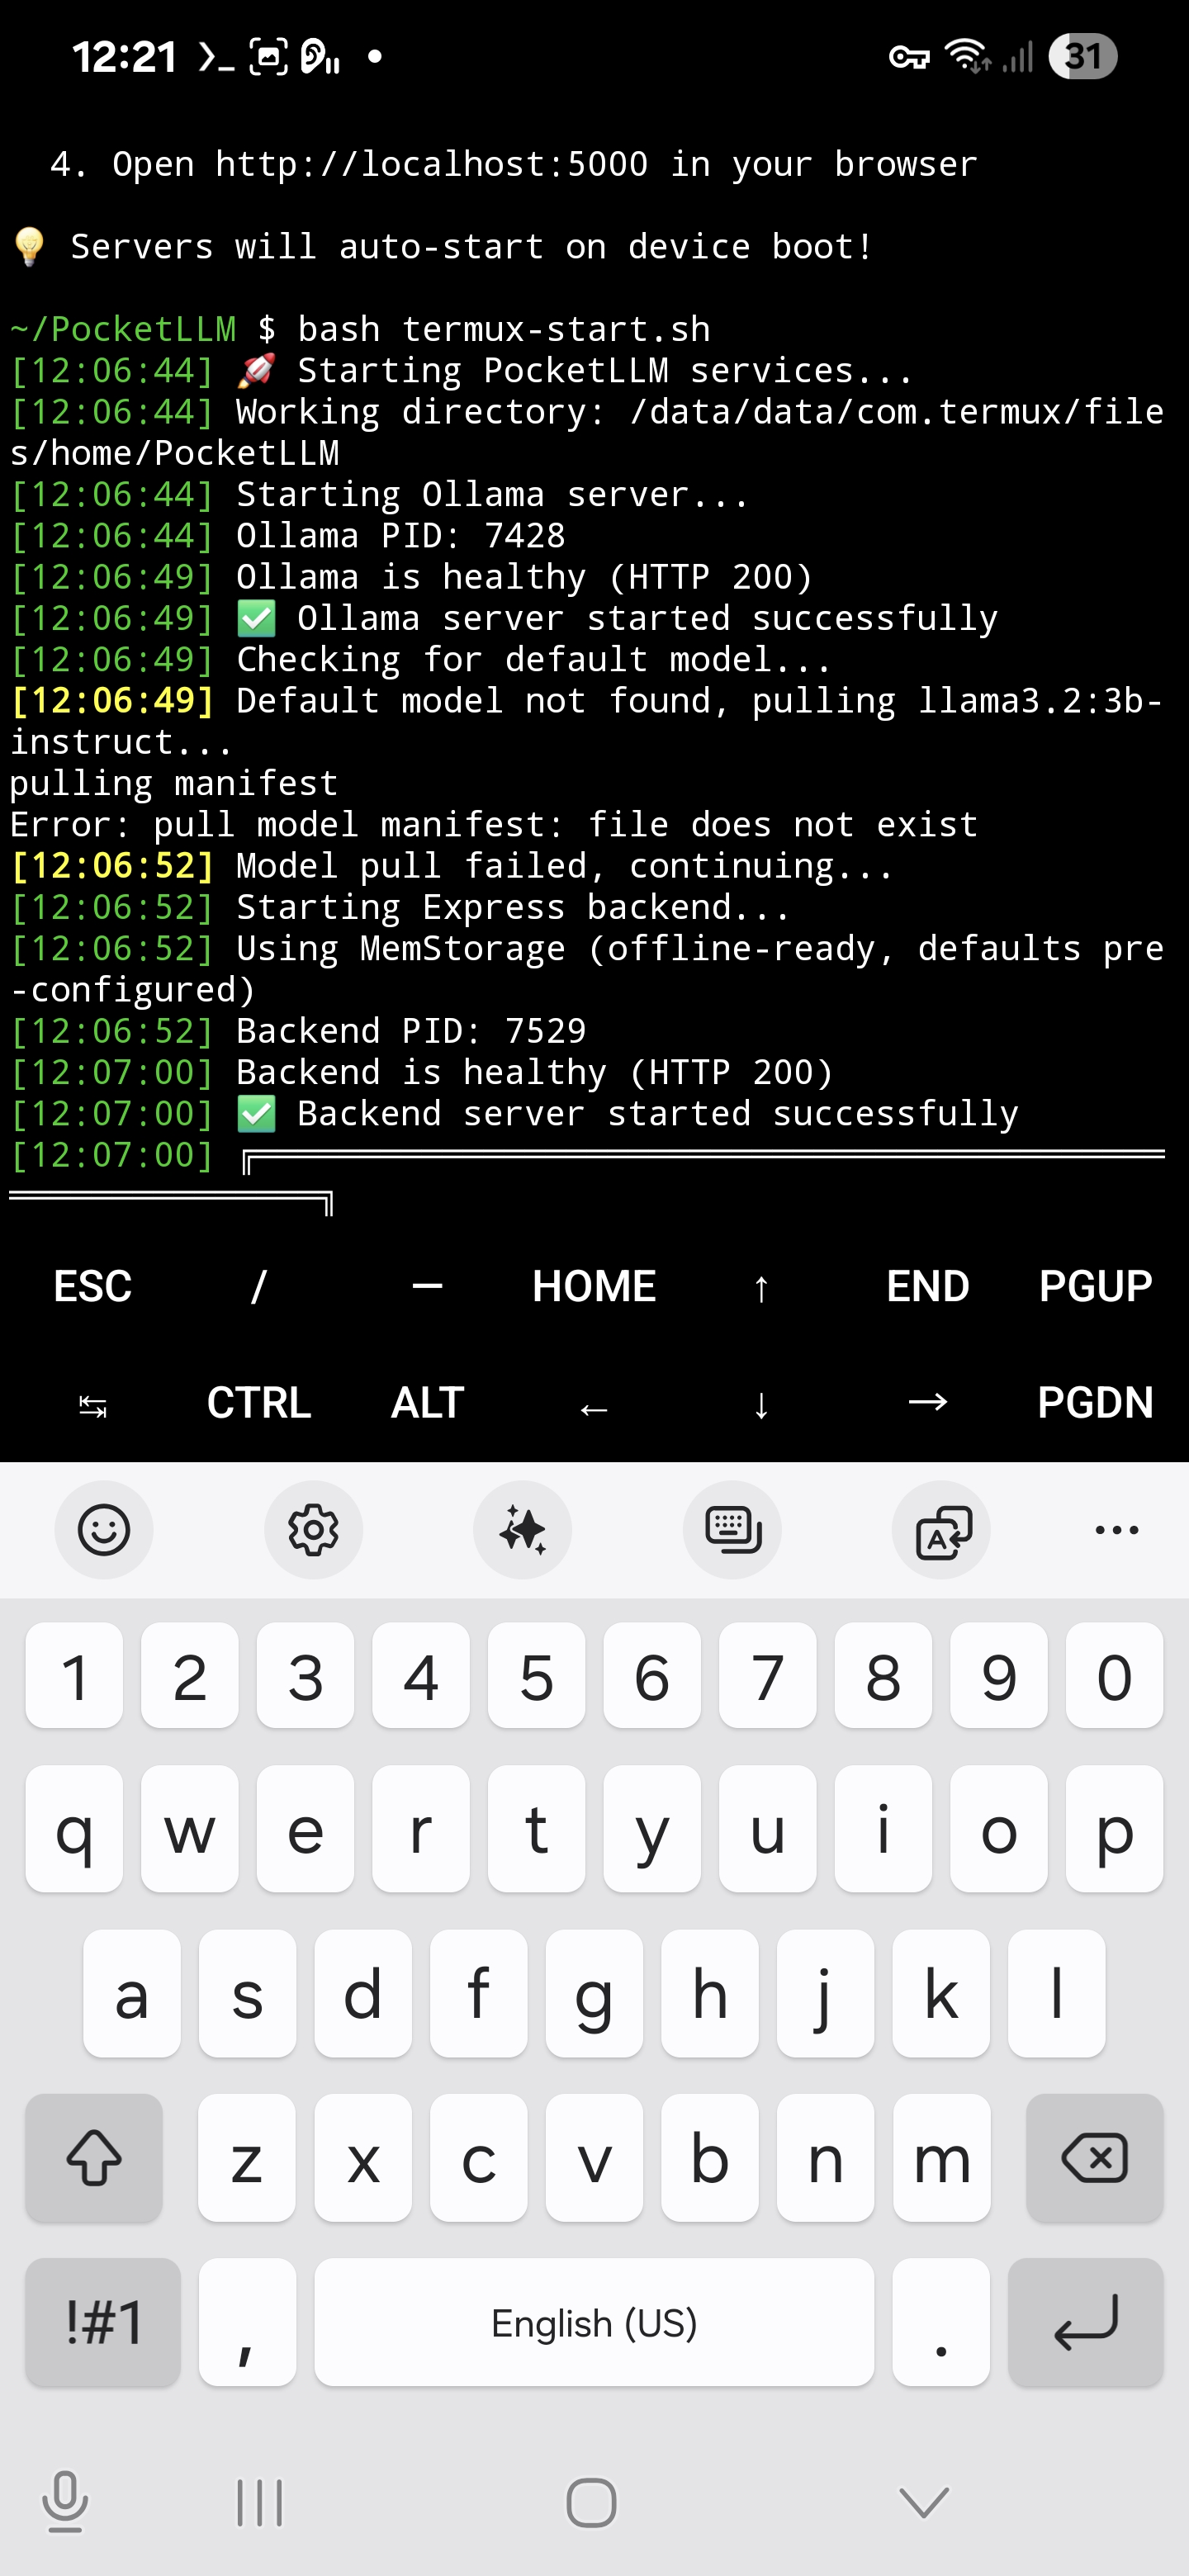 12:21
31
4. Open http://localhost:5000 in your browser
💡 Servers will auto-start on device boot!
~/PocketLLM $ bash termux-start.sh
[12:06:44] 🚀 Starting PocketLLM services...
[12:06:44] Working directory: /data/data/com.termux/file
s/home/PocketLLM
[12:06:44] Starting Ollama server...
[12:06:44] Ollama PID: 7428
[12:06:49] Ollama is healthy (HTTP 200)
[12:06:49] ✅ Ollama server started successfully
[12:06:49] Checking for default model...
[12:06:49] Default model not found, pulling llama3.2:3b-
instruct...
pulling manifest
Error: pull model manifest: file does not exist
[12:06:52] Model pull failed, continuing...
[12:06:52] Starting Express backend...
[12:06:52] Using MemStorage (offline-ready, defaults pre
-configured)
[12:06:52] Backend PID: 7529
[12:07:00] Backend is healthy (HTTP 200)
[12:07:00] ✅ Backend server started successfully
[12:07:00] ╔════════════════════════════════════════════
═══════════════╗
ESC / — HOME ↑ END PGUP
↹ CTRL ALT ← ↓ → PGDN
1 2 3 4 5 6 7 8 9 0
q w e r t y u i o p
a s d f g h j k l
z x c v b n m
!#1 , English (US) .